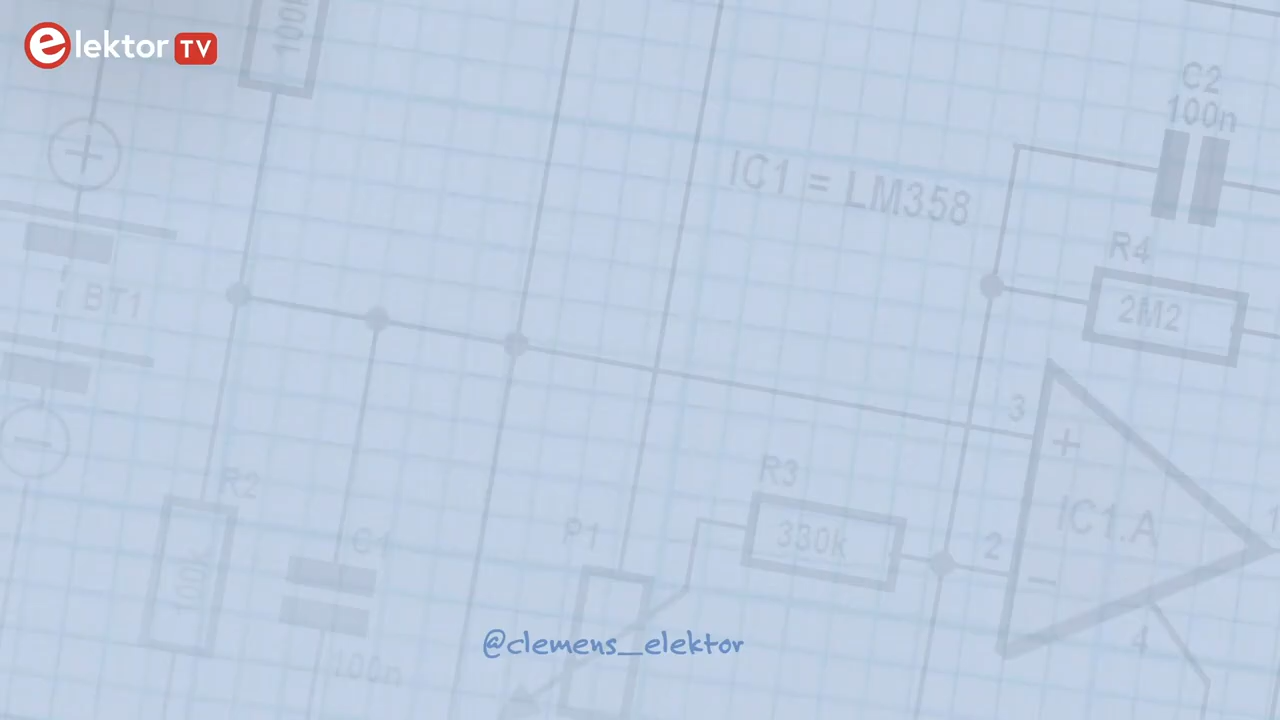 elektor TV
100k
C2
100n
IC1 = LM358
R4
2M2
BT1
3
+
R3
IC1.A
1
R2
C1
P1
330k
2
100k
4
100n
@clemens_elektor